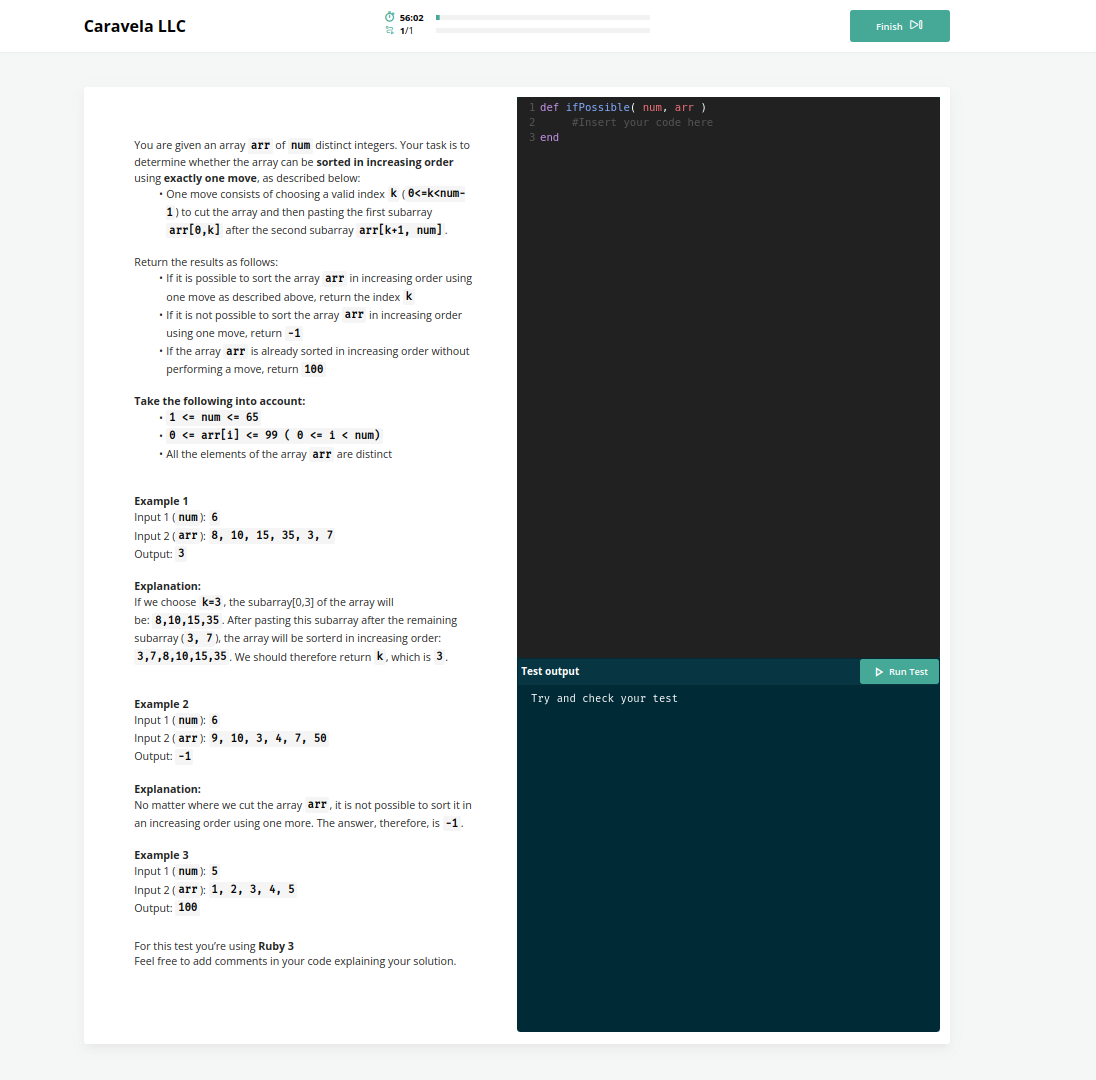 Caravela LLC
56:02
1/1
Finish
You are given an array arr of num distinct integers. Your task is to
determine whether the array can be sorted in increasing order
using exactly one move, as described below:
• One move consists of choosing a valid index k (0<=k<num-
1) to cut the array and then pasting the first subarray
arr[0,k] after the second subarray arr[k+1, num].
Return the results as follows:
• If it is possible to sort the array arr in increasing order using
one move as described above, return the index k
• If it is not possible to sort the array arr in increasing order
using one move, return -1
• If the array arr is already sorted in increasing order without
performing a move, return 100
Take the following into account:
• 1 <= num <= 65
• 0 <= arr[i] <= 99 ( 0 <= i < num)
• All the elements of the array arr are distinct
Example 1
Input 1 (num): 6
Input 2 (arr): 8, 10, 15, 35, 3, 7
Output: 3
Explanation:
If we choose k=3, the subarray[0,3] of the array will
be: 8,10,15,35. After pasting this subarray after the remaining
subarray (3, 7), the array will be sorterd in increasing order:
3,7,8,10,15,35. We should therefore return k, which is 3.
Example 2
Input 1 (num): 6
Input 2 (arr): 9, 10, 3, 4, 7, 50
Output: -1
Explanation:
No matter where we cut the array arr, it is not possible to sort it in
an increasing order using one more. The answer, therefore, is -1.
Example 3
Input 1 (num): 5
Input 2 (arr): 1, 2, 3, 4, 5
Output: 100
For this test you're using Ruby 3
Feel free to add comments in your code explaining your solution.
1 def ifPossible( num, arr )
2 #Insert your code here
3 end
Test output
Run Test
Try and check your test